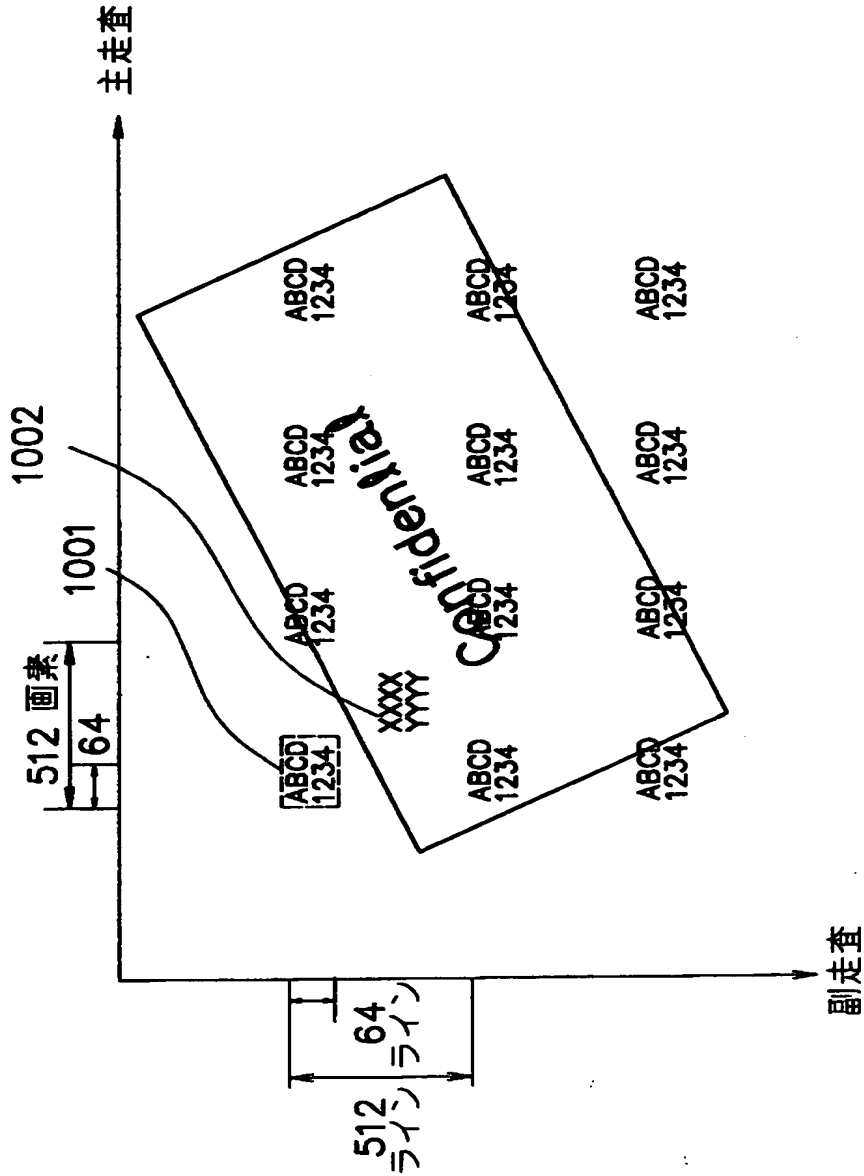 主走査
1002
1001
512 画素
64
ABCD ABCD ABCD ABCD
1234 1234 1234 1234
XXXX
YYYY
Confidential
ABCD ABCD ABCD ABCD
1234 1234 1234 1234
ABCD ABCD ABCD ABCD
1234 1234 1234 1234
64
ライン
512
ライン
副走査